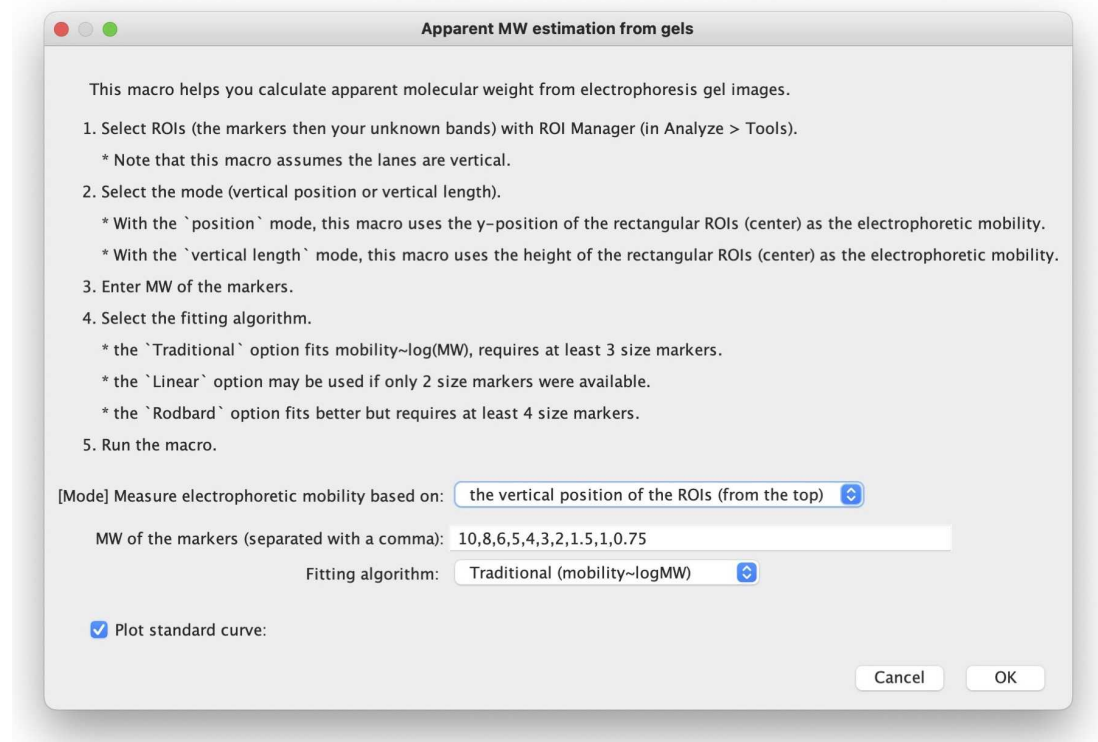 Apparent MW estimation from gels
This macro helps you calculate apparent molecular weight from electrophoresis gel images.
1. Select ROIs (the markers then your unknown bands) with ROI Manager (in Analyze > Tools).
* Note that this macro assumes the lanes are vertical.
2. Select the mode (vertical position or vertical length).
* With the `position` mode, this macro uses the y-position of the rectangular ROIs (center) as the electrophoretic mobility.
* With the `vertical length` mode, this macro uses the height of the rectangular ROIs (center) as the electrophoretic mobility.
3. Enter MW of the markers.
4. Select the fitting algorithm.
* the `Traditional` option fits mobility~log(MW), requires at least 3 size markers.
* the `Linear` option may be used if only 2 size markers were available.
* the `Rodbard` option fits better but requires at least 4 size markers.
5. Run the macro.
[Mode] Measure electrophoretic mobility based on: the vertical position of the ROIs (from the top)
MW of the markers (separated with a comma): 10,8,6,5,4,3,2,1.5,1,0.75
Fitting algorithm: Traditional (mobility~logMW)
Plot standard curve:
Cancel OK